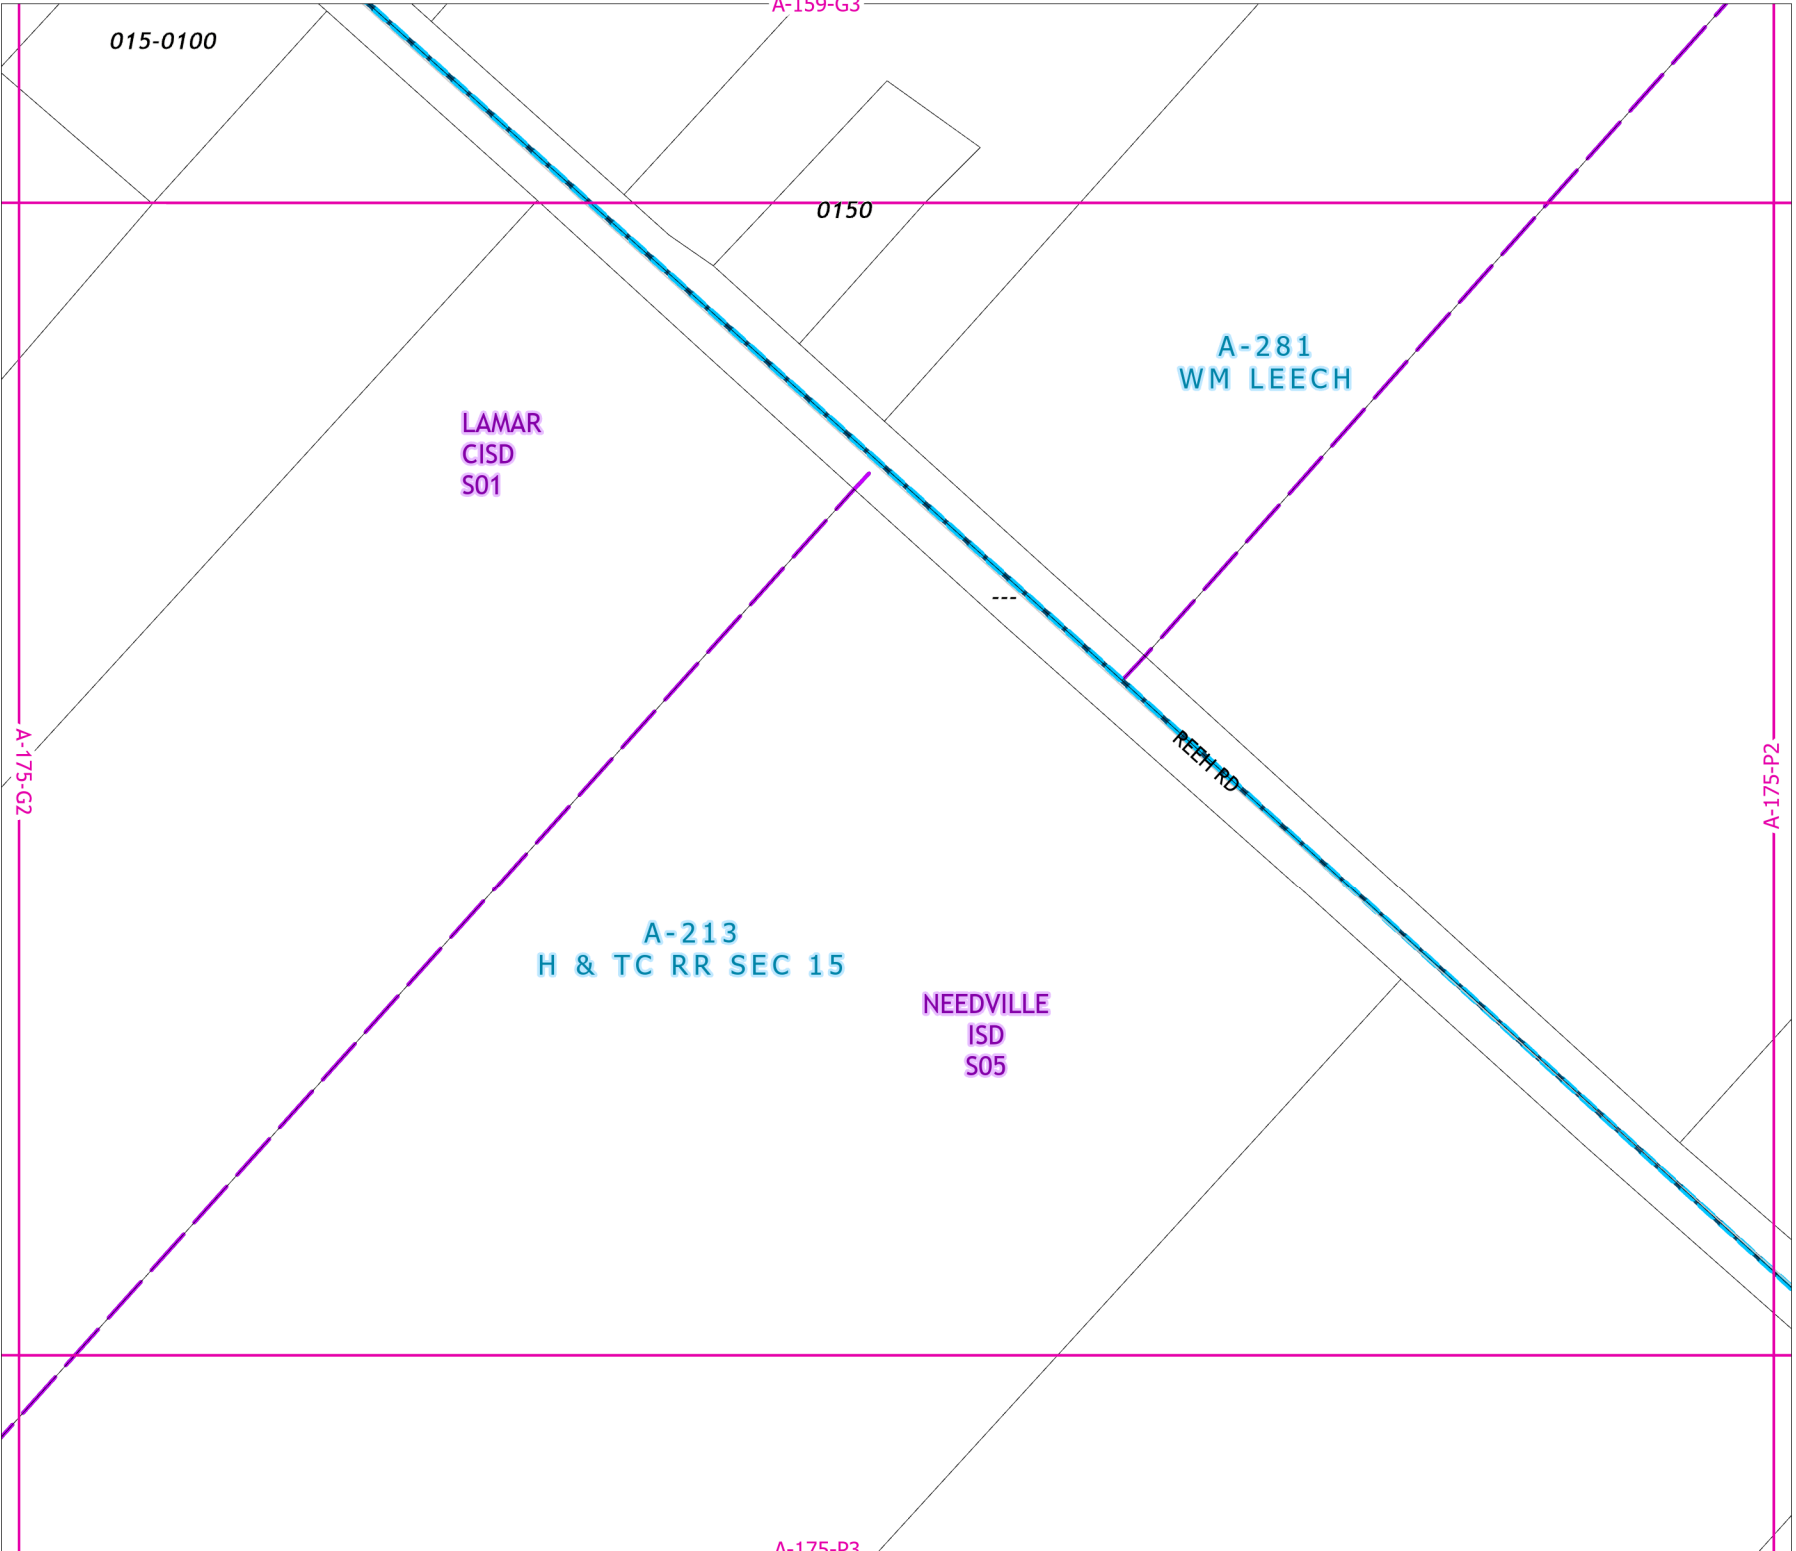 A-159-G3
015-0100
0150
A-281
WM LEECH
LAMAR
CISD
S01
---
REEH RD
A-175-G2
A-175-P2
A-213
H & TC RR SEC 15
NEEDVILLE
ISD
S05
A-175-P3